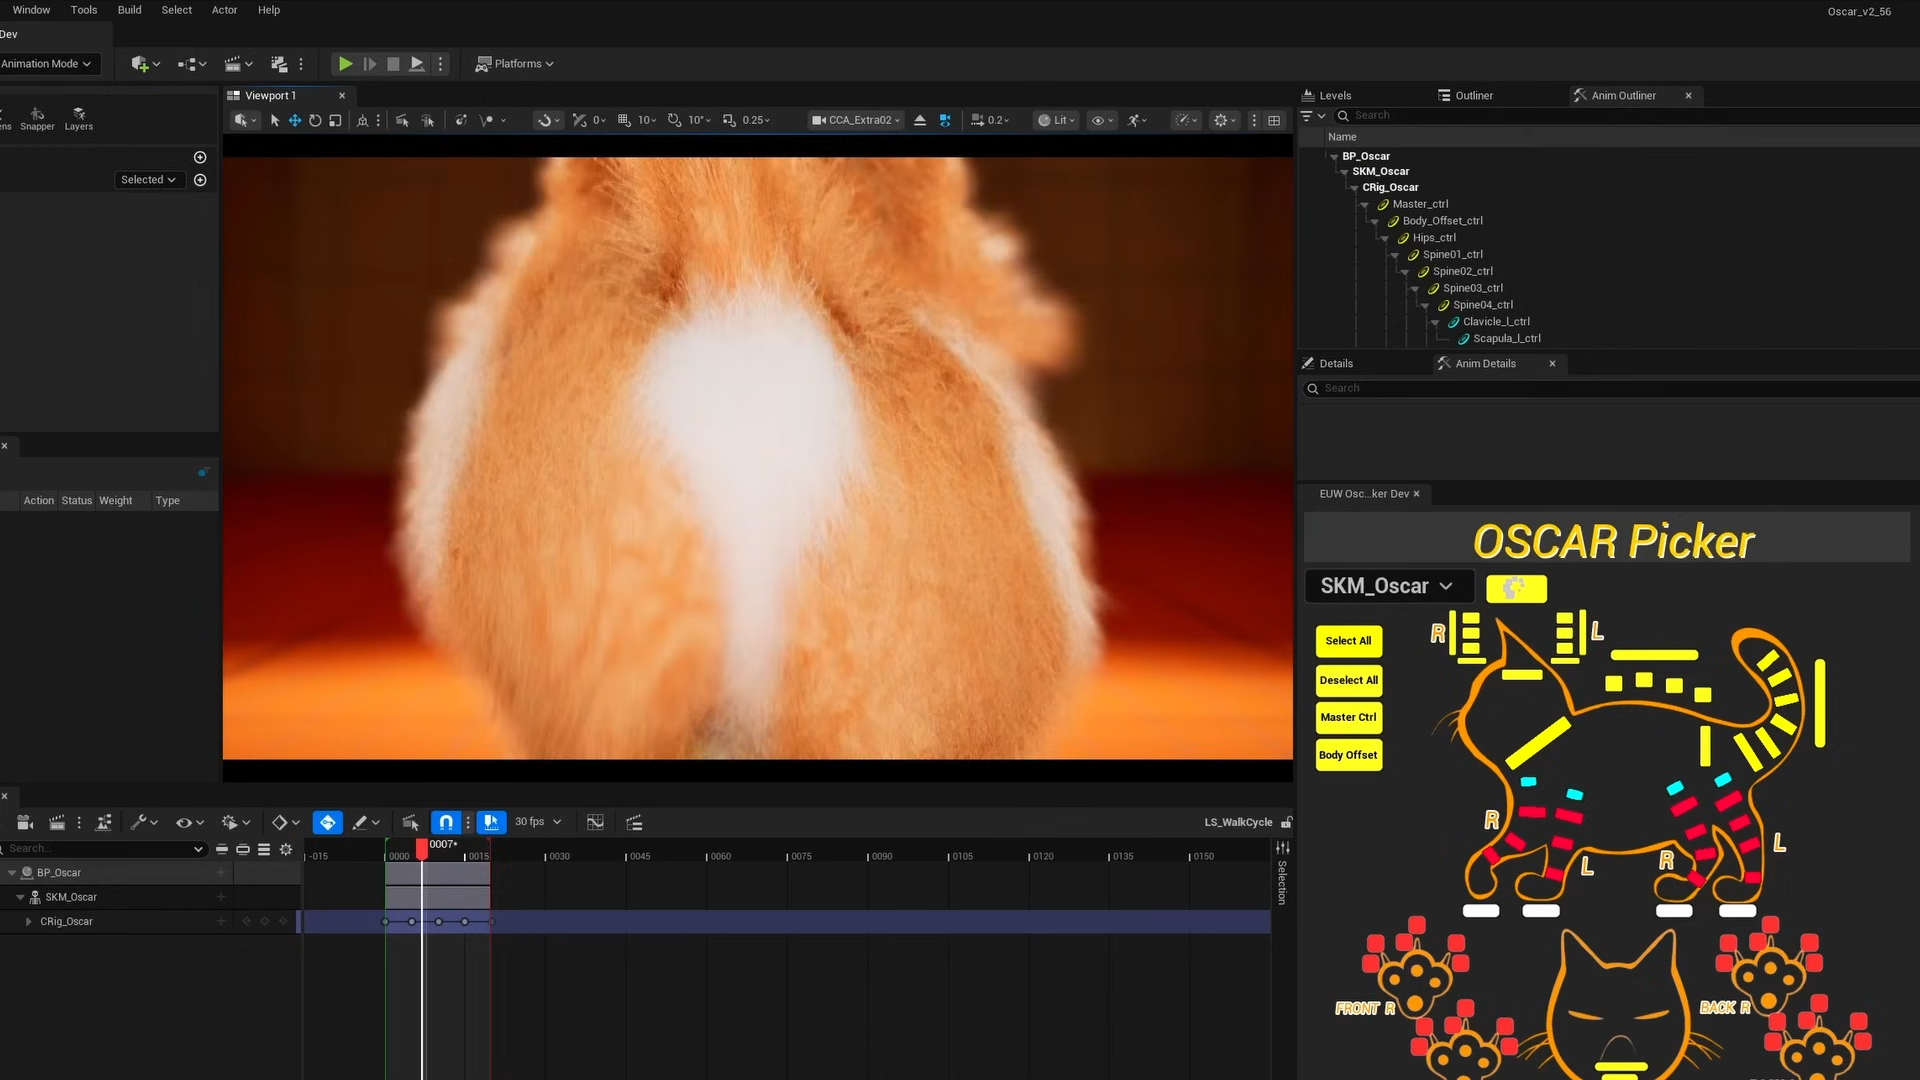 Window Tools Build Select Actor Help
Oscar_v2_56
Dev
Animation Mode
Platforms
Viewport 1
Levels
Outliner
Anim Outliner
Snapper
Layers
0
10
10°
0.25
CCA_Extra02
0.2
Lit
Search
Name
Selected
BP_Oscar
SKM_Oscar
CRig_Oscar
Master_ctrl
Body_Offset_ctrl
Hips_ctrl
Spine01_ctrl
Spine02_ctrl
Spine03_ctrl
Spine04_ctrl
Clavicle_l_ctrl
Scapula_l_ctrl
Details
Anim Details
Search
Action Status Weight Type
EUW Osc...ker Dev
OSCAR Picker
SKM_Oscar
R
L
Select All
Deselect All
Master Ctrl
Body Offset
R
L
R
L
FRONT R
BACK R
30 fps
LS_WalkCycle
Search...
0007*
-015 0000 0015 0030 0045 0060 0075 0090 0105 0120 0135 0150
BP_Oscar
SKM_Oscar
CRig_Oscar
Selection